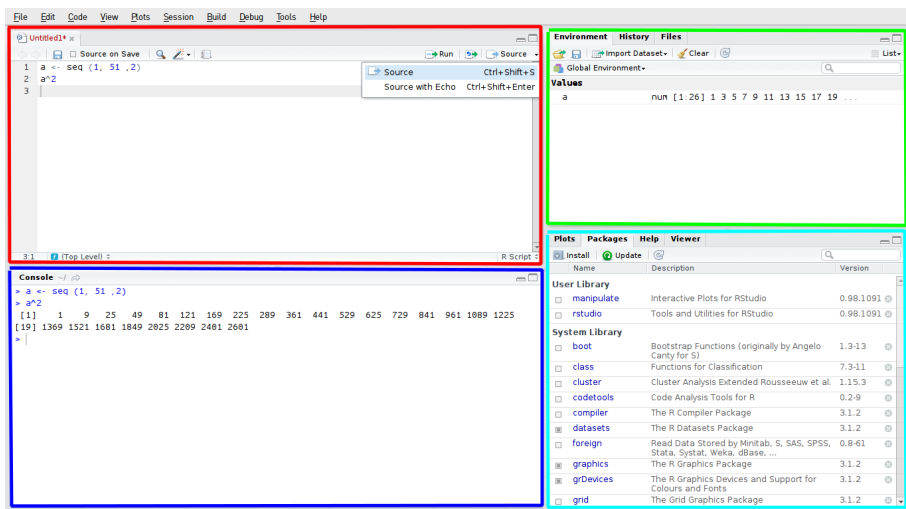 File Edit Code View Plots Session Build Debug Tools Help
Untitled1* ×
Source on Save Run Source
1 a <- seq (1, 51 ,2)
2 a^2
3
Source Ctrl+Shift+S
Source with Echo Ctrl+Shift+Enter
3:1 (Top Level) R Script
Console ~/
> a <- seq (1, 51 ,2)
> a^2
[1] 1 9 25 49 81 121 169 225 289 361 441 529 625 729 841 961 1089 1225
[19] 1369 1521 1681 1849 2025 2209 2401 2601
>
Environment History Files
Import Dataset Clear List
Global Environment
Values
a num [1:26] 1 3 5 7 9 11 13 15 17 19 ...
Plots Packages Help Viewer
Install Update
Name Description Version
User Library
manipulate Interactive Plots for RStudio 0.98.1091
rstudio Tools and Utilities for RStudio 0.98.1091
System Library
boot Bootstrap Functions (originally by Angelo 1.3-13
Canty for S)
class Functions for Classification 7.3-11
cluster Cluster Analysis Extended Rousseeuw et al. 1.15.3
codetools Code Analysis Tools for R 0.2-9
compiler The R Compiler Package 3.1.2
datasets The R Datasets Package 3.1.2
foreign Read Data Stored by Minitab, S, SAS, SPSS, 0.8-61
Stata, Systat, Weka, dBase, ...
graphics The R Graphics Package 3.1.2
grDevices The R Graphics Devices and Support for 3.1.2
Colours and Fonts
grid The Grid Graphics Package 3.1.2